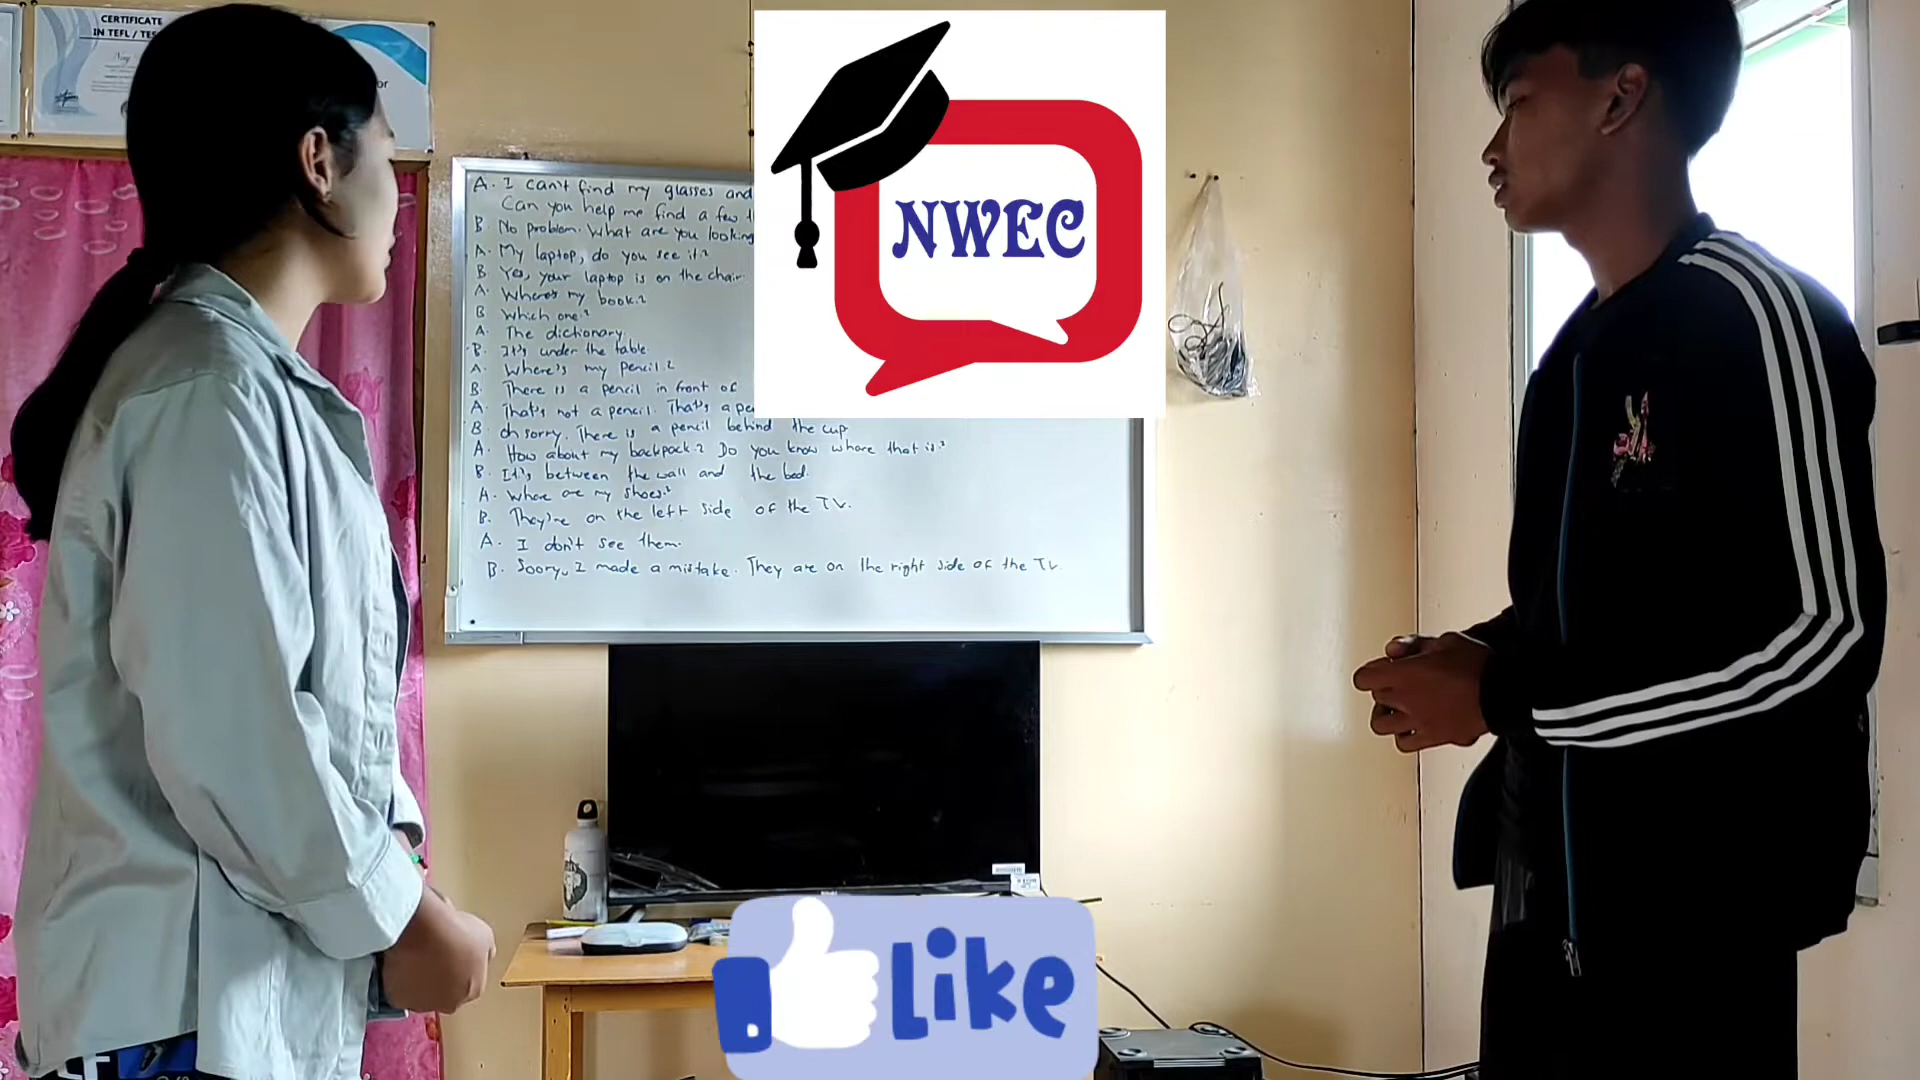 CERTIFICATE
IN TEFL / TES
or
A. I can't find my glasses and
Can you help me find a few
B. No problem. What are you looking
A. My laptop, do you see it?
B. Yes, your laptop is on the chair.
A. Where's my book?
B. Which one?
A. The dictionary.
B. It's under the table
A. Where's my pencil?
B. There is a pencil in front of
A. That's not a pencil. That's a pe
B. Oh sorry. There is a pencil behind the cup
A. How about my backpack? Do you know where that is?
B. It's between the wall and the bed.
A. Where are my shoes?
B. They're on the left side of the TV.
A. I don't see them.
B. Soory, I made a mistake. They are on the right side of the TV.
NWEC
Like